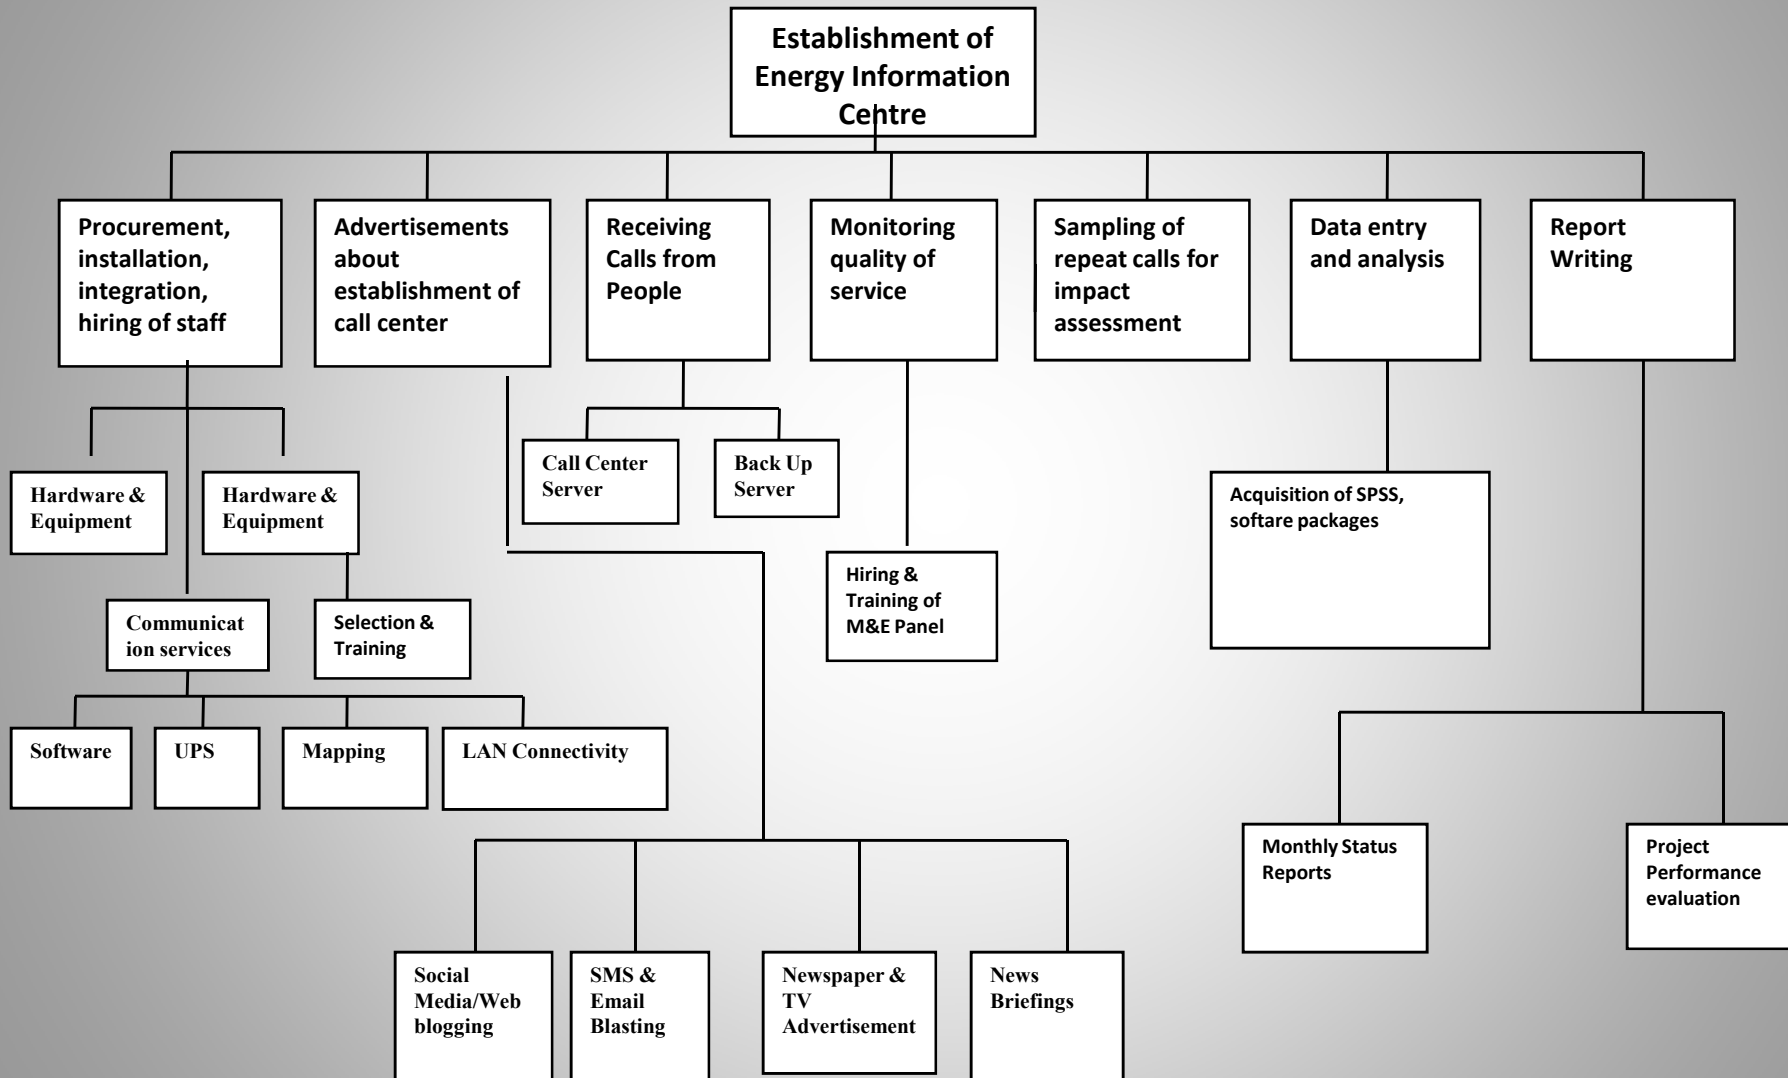 Establishment of
Energy Information
Centre
Procurement,
installation,
integration,
hiring of staff
Advertisements
about
establishment of
call center
Receiving
Calls from
People
Monitoring
quality of
service
Sampling of
repeat calls for
impact
assessment
Data entry
and analysis
Report
Writing
Hardware &
Equipment
Hardware &
Equipment
Call Center
Server
Back Up
Server
Acquisition of SPSS,
softare packages
Hiring &
Training of
M&E Panel
Communicat
ion services
Selection &
Training
Software
UPS
Mapping
LAN Connectivity
Monthly Status
Reports
Project
Performance
evaluation
Social
Media/Web
blogging
SMS &
Email
Blasting
Newspaper &
TV
Advertisement
News
Briefings